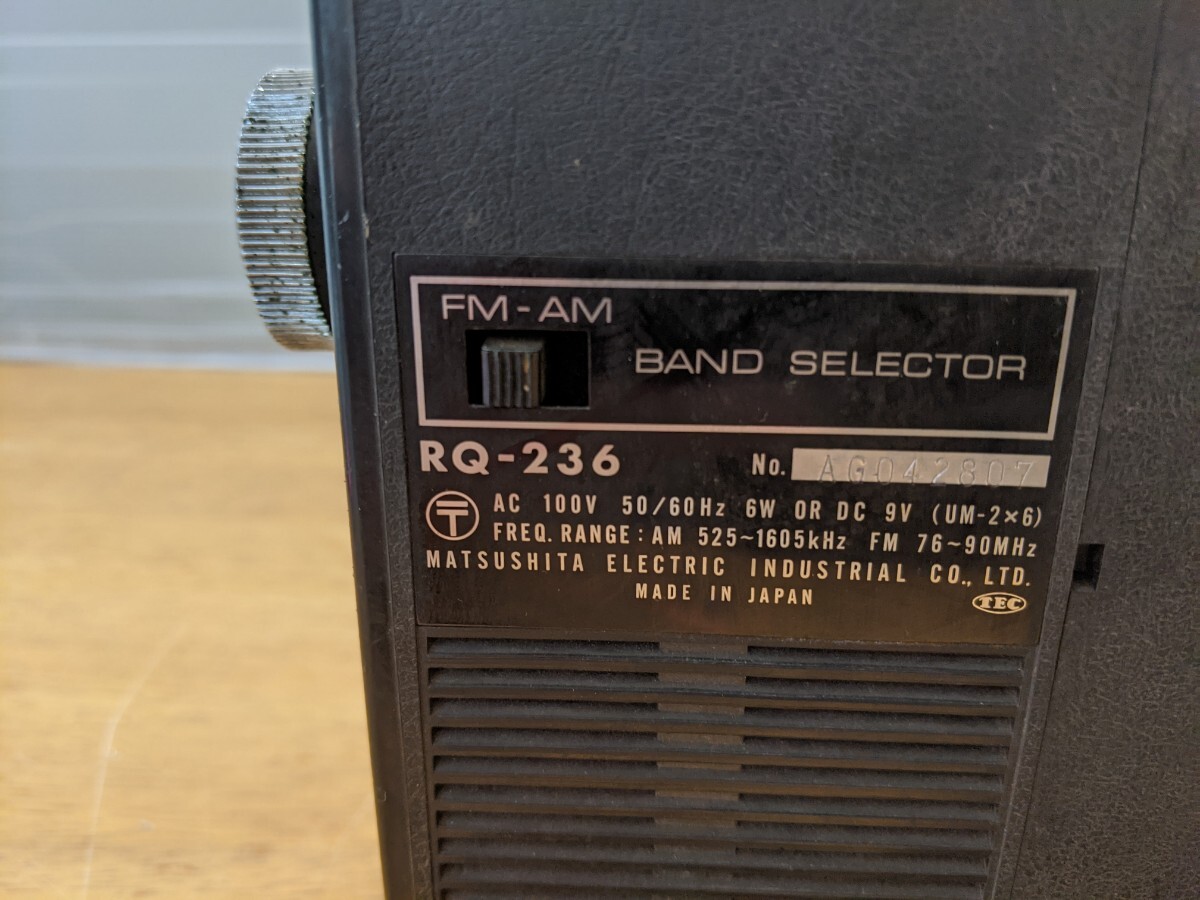 FM-AM
BAND SELECTOR
RQ-236 No. AG042807
〒 AC 100V 50/60Hz 6W OR DC 9V (UM-2×6)
FREQ. RANGE: AM 525~1605kHz FM 76~90MHz
MATSUSHITA ELECTRIC INDUSTRIAL CO., LTD.
MADE IN JAPAN
TEC